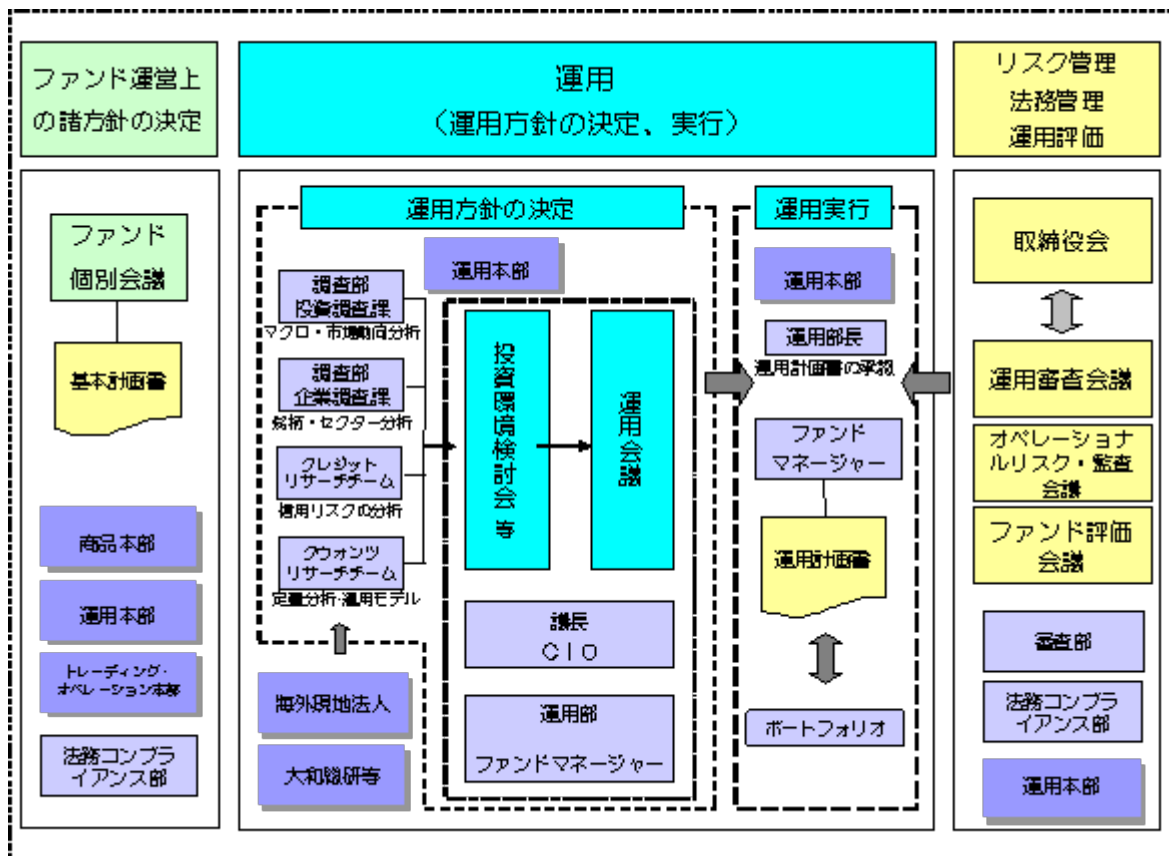 ファンド運営上
の諸方針の決定
運用
（運用方針の決定、実行）
リスク管理
法務管理
運用評価
ファンド
個別会議
基本計画書
商品本部
運用本部
トレーディング・
オペレーション本部
法務コンプラ
イアンス部
運用方針の決定
運用本部
調査部
投資調査課
マクロ・市場動向分析
調査部
企業調査課
銘柄・セクター分析
クレジット
リサーチチーム
信用リスクの分析
クウォンツ
リサーチチーム
定量分析・運用モデル
海外現地法人
大和総研等
投資環境検討会 等
運用会議
議長
ＣＩＯ
運用部
ファンドマネージャー
運用実行
運用本部
運用部長
運用計画書の承認
ファンド
マネージャー
運用計画書
ポートフォリオ
取締役会
運用審査会議
オペレーショナ
ルリスク・監査
会議
ファンド評価
会議
審査部
法務コンプラ
イアンス部
運用本部